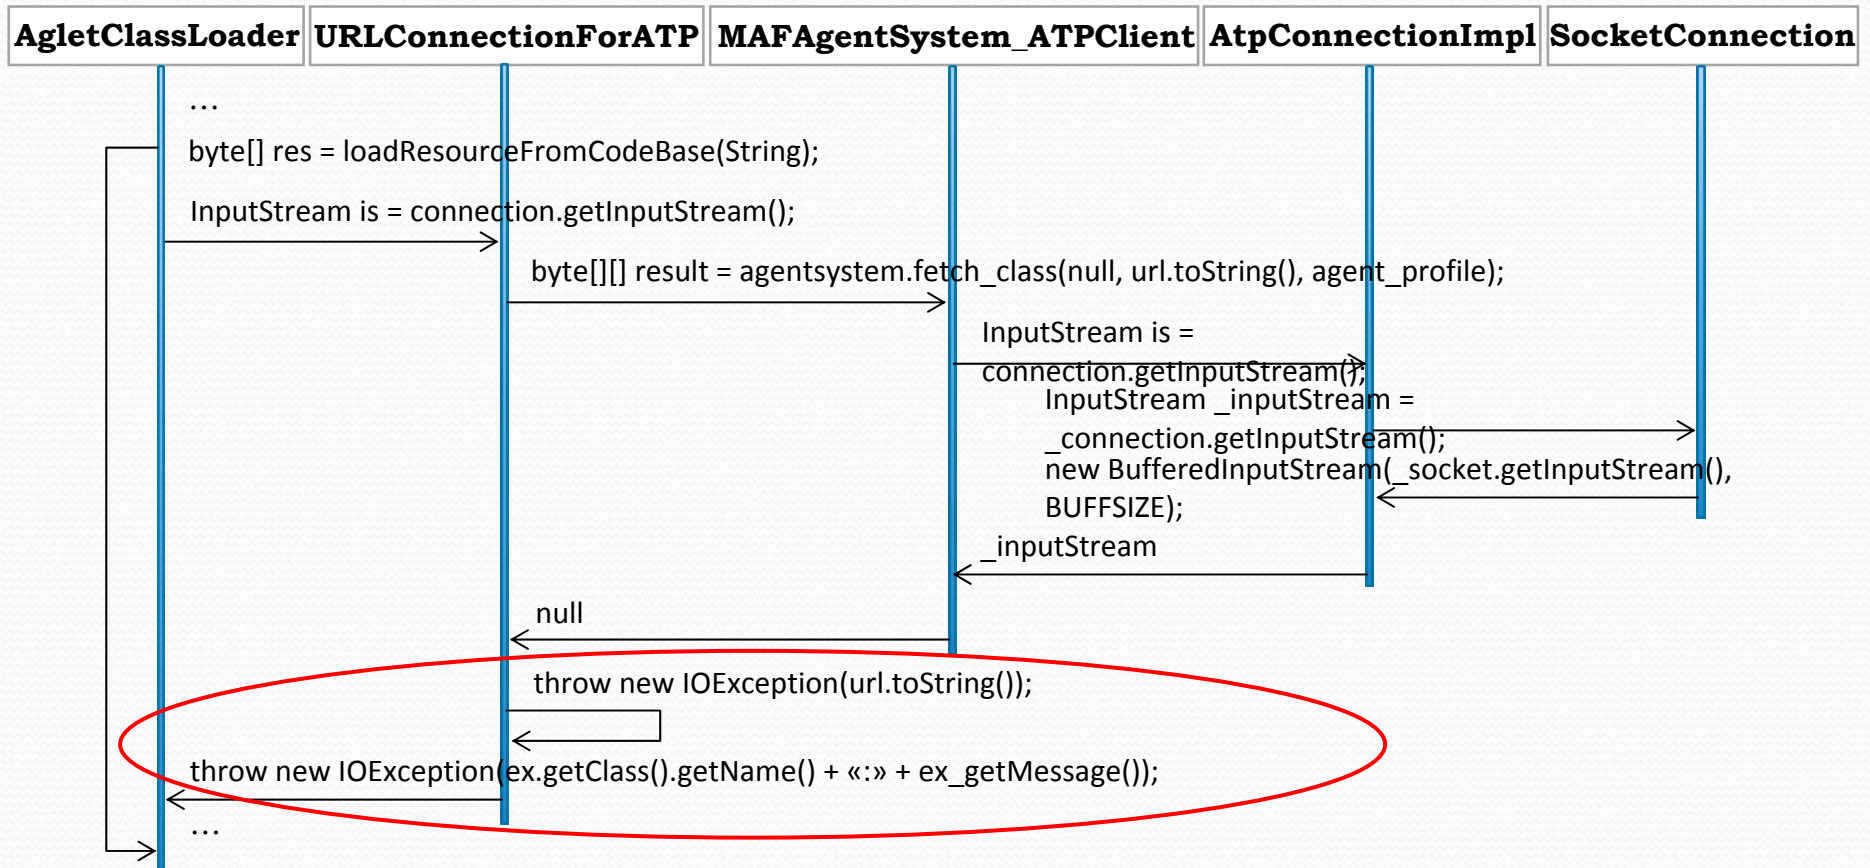 AgletClassLoader URLConnectionForATP MAFAgentSystem_ATPClient AtpConnectionImpl SocketConnection
...
byte[] res = loadResourceFromCodeBase(String);
InputStream is = connection.getInputStream();
byte[][] result = agentsystem.fetch_class(null, url.toString(), agent_profile);
InputStream is =
connection.getInputStream();
InputStream _inputStream =
_connection.getInputStream();
new BufferedInputStream(_socket.getInputStream(),
BUFFSIZE);
_inputStream
null
throw new IOException(url.toString());
throw new IOException(ex.getClass().getName() + «:» + ex_getMessage());
...